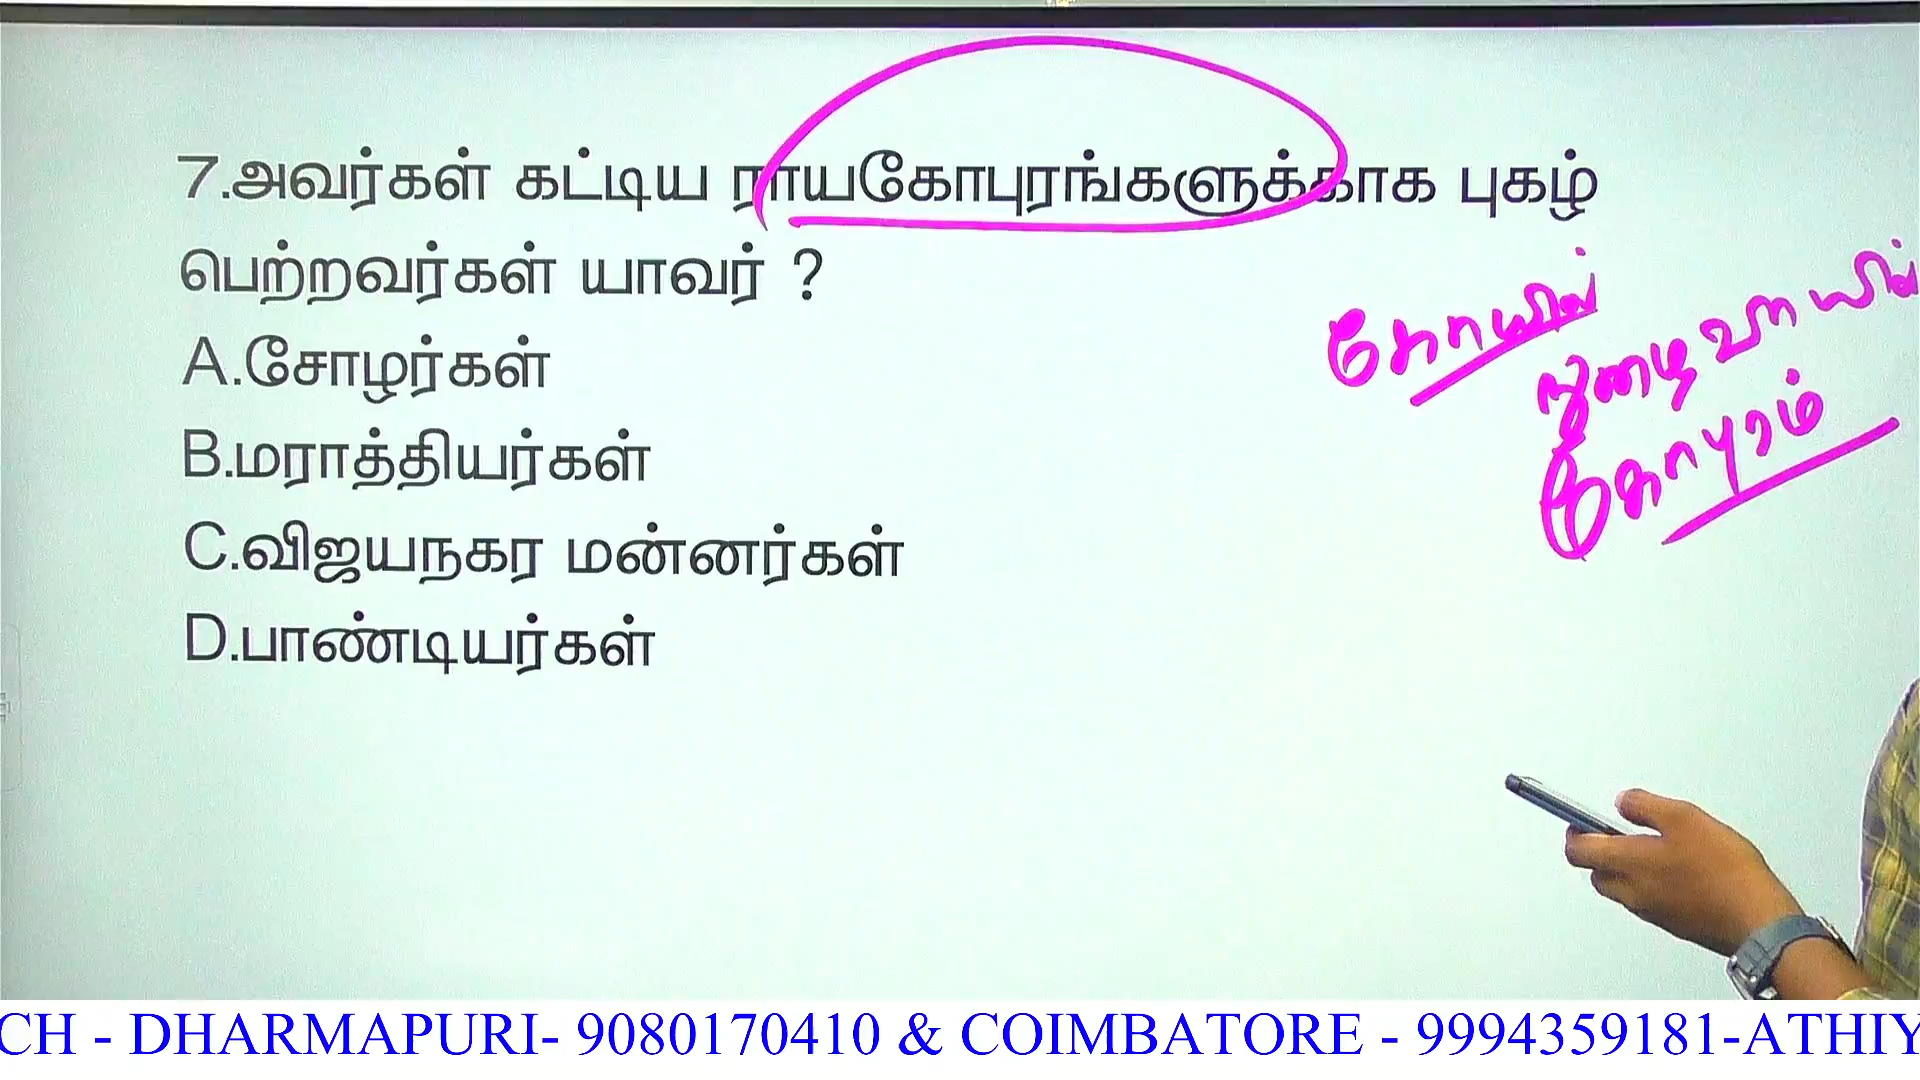 7.அவர்கள் கட்டிய ராயகோபுரங்களுக்காக புகழ்
பெற்றவர்கள் யாவர் ?
A.சோழர்கள்
B.மராத்தியர்கள்
C.விஜயநகர மன்னர்கள்
D.பாண்டியர்கள்
கோயில்
நுழைவாயில்
கோபுரம்
CH - DHARMAPURI- 9080170410 & COIMBATORE - 9994359181-ATHIY